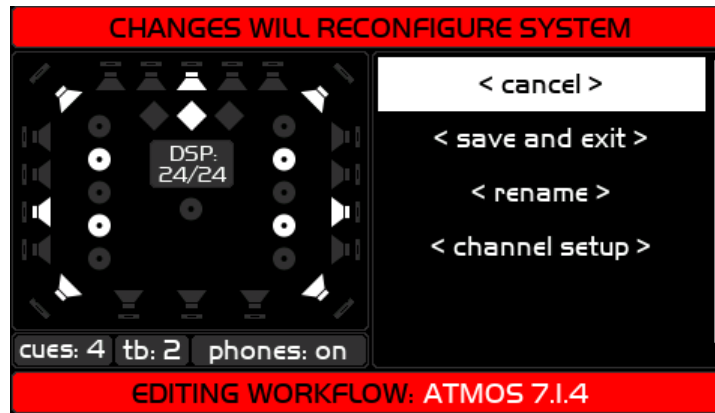 CHANGES WILL RECONFIGURE SYSTEM
DSP:
24/24
cues: 4 tb: 2 phones: on
< cancel >
< save and exit >
< rename >
< channel setup >
EDITING WORKFLOW: ATMOS 7.1.4